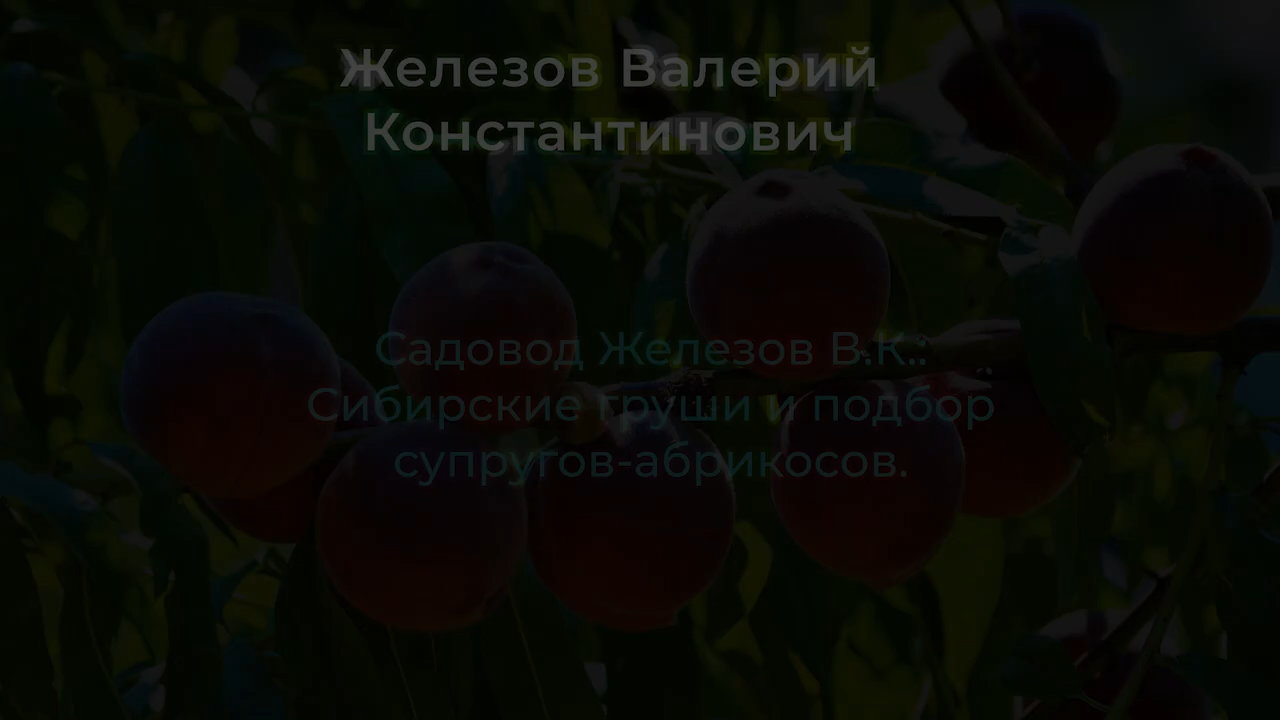 Железов Валерий
Константинович
Садовод Железов В.К.:
Сибирские груши и подбор
супругов-абрикосов.